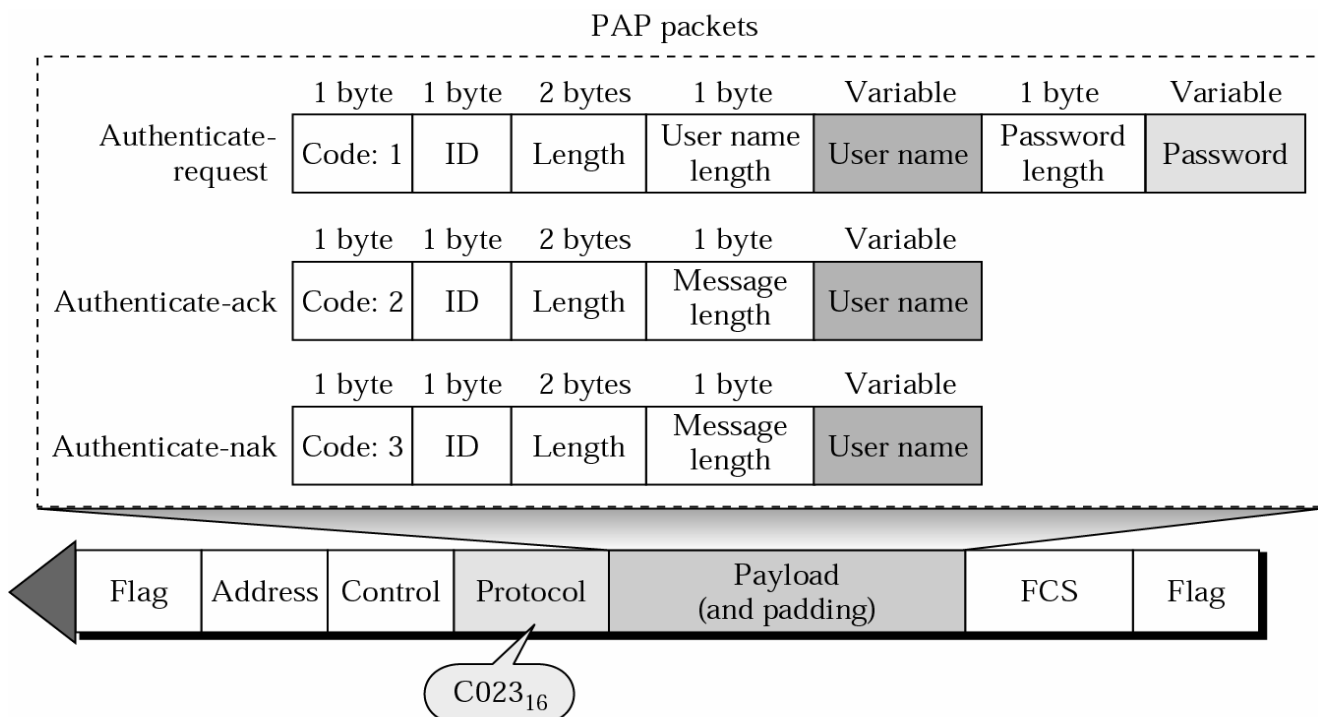 PAP packets
1 byte 1 byte 2 bytes 1 byte Variable 1 byte Variable
Authenticate-
request
Code: 1 ID Length User name
length User name Password
length Password
1 byte 1 byte 2 bytes 1 byte Variable
Authenticate-ack Code: 2 ID Length Message
length User name
1 byte 1 byte 2 bytes 1 byte Variable
Authenticate-nak Code: 3 ID Length Message
length User name
Flag Address Control Protocol Payload
(and padding) FCS Flag
C023₁₆